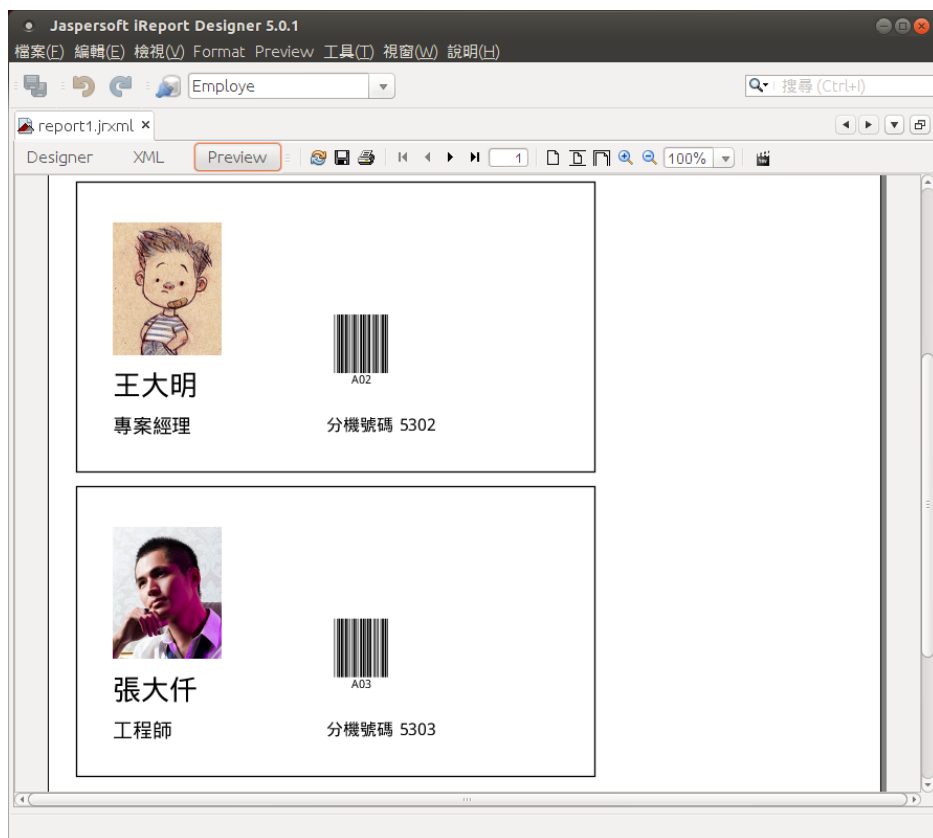 Jaspersoft iReport Designer 5.0.1
檔案(F) 編輯(E) 檢視(V) Format Preview 工具(T) 視窗(W) 說明(H)
Employe 搜尋 (Ctrl+I)
report1.jrxml
Designer XML Preview 1 100%
A02
王大明
專案經理 分機號碼 5302
A03
張大仟
工程師 分機號碼 5303